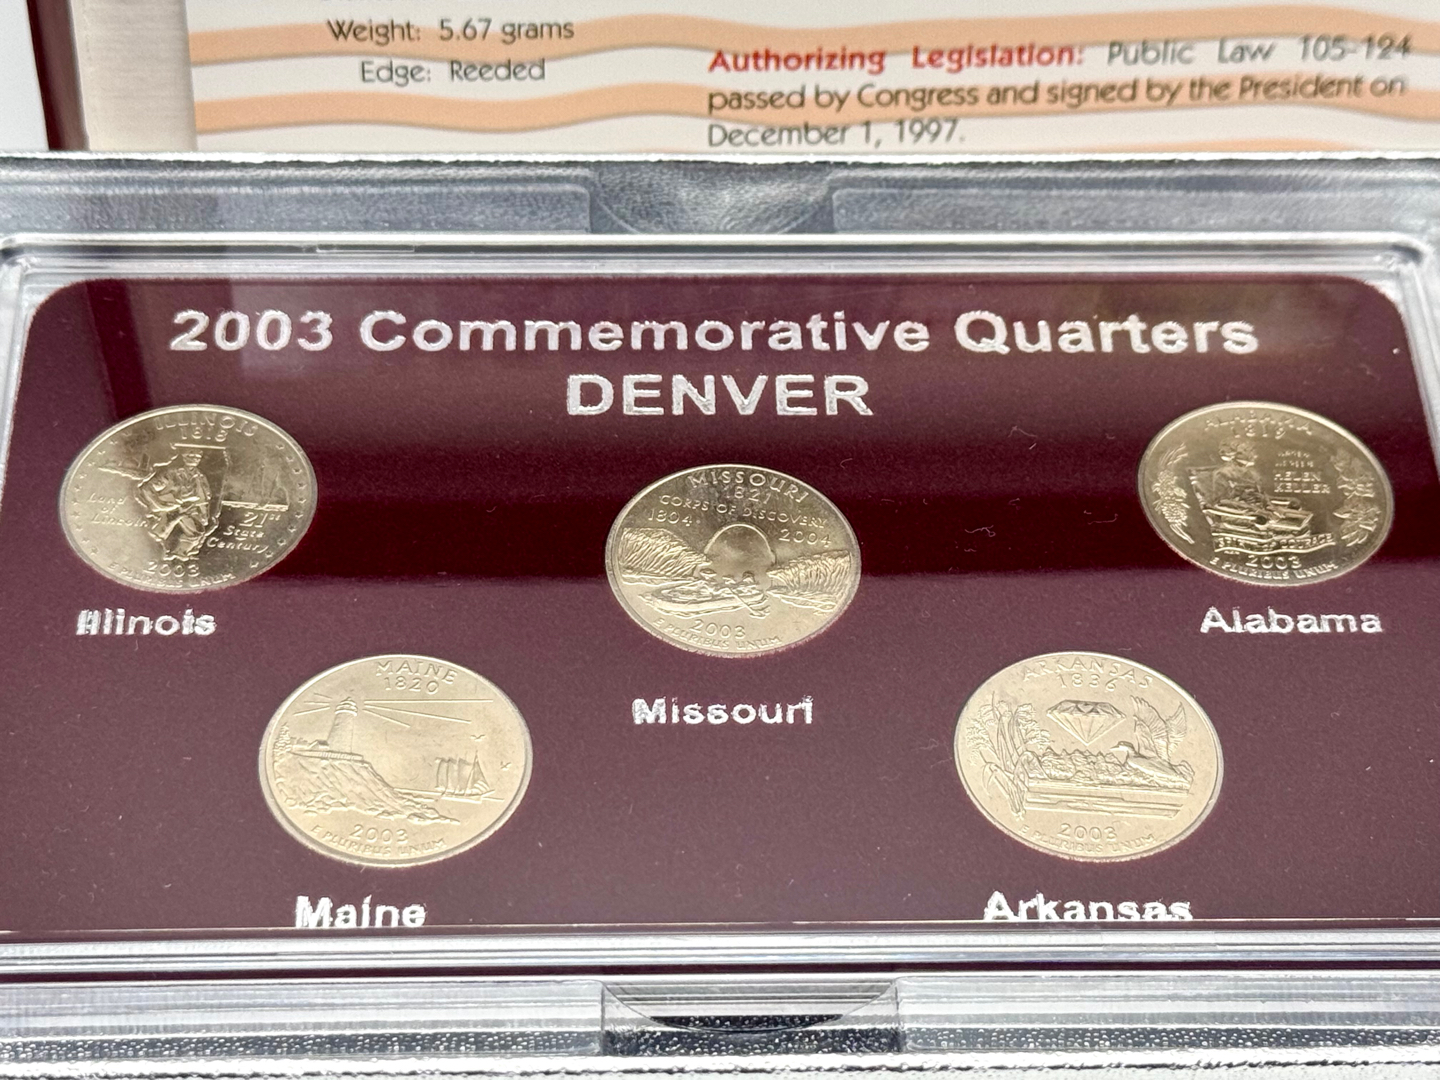 Weight: 5.67 grams
Edge: Reeded
Authorizing Legislation: Public Law 105-124
passed by Congress and signed by the President on
December 1, 1997.
2003 Commemorative Quarters
DENVER
ILLINOIS
1818
Land
of
Lincoln
21st
State
Century
2003
E PLURIBUS UNUM
Illinois
MISSOURI
1821
CORPS OF DISCOVERY
1804
2004
2003
E PLURIBUS UNUM
Missouri
ALABAMA
1819
HELEN
KELLER
SPIRIT OF COURAGE
2003
E PLURIBUS UNUM
Alabama
MAINE
1820
2003
E PLURIBUS UNUM
Maine
ARKANSAS
1836
2003
E PLURIBUS UNUM
Arkansas